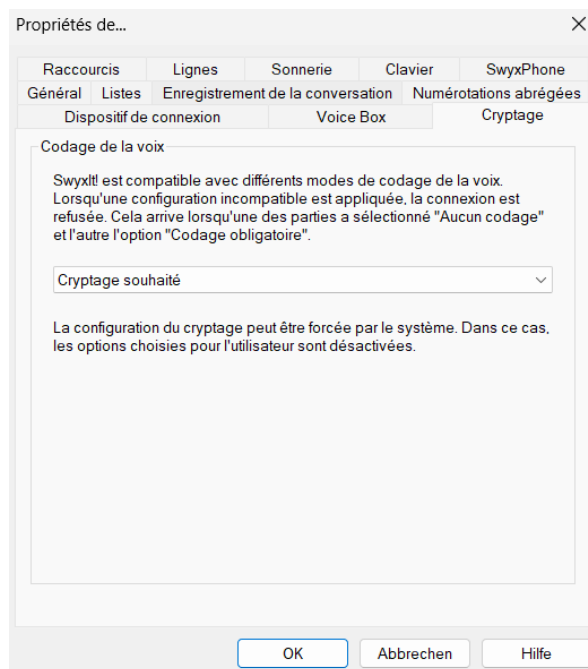 Propriétés de...
Raccourcis Lignes Sonnerie Clavier SwyxPhone
Général Listes Enregistrement de la conversation Numérotations abrégées
Dispositif de connexion Voice Box Cryptage
Codage de la voix
SwyxIt! est compatible avec différents modes de codage de la voix.
Lorsqu'une configuration incompatible est appliquée, la connexion est
refusée. Cela arrive lorsqu'une des parties a sélectionné "Aucun codage"
et l'autre l'option "Codage obligatoire".
Cryptage souhaité
La configuration du cryptage peut être forcée par le système. Dans ce cas,
les options choisies pour l'utilisateur sont désactivées.
OK Abbrechen Hilfe